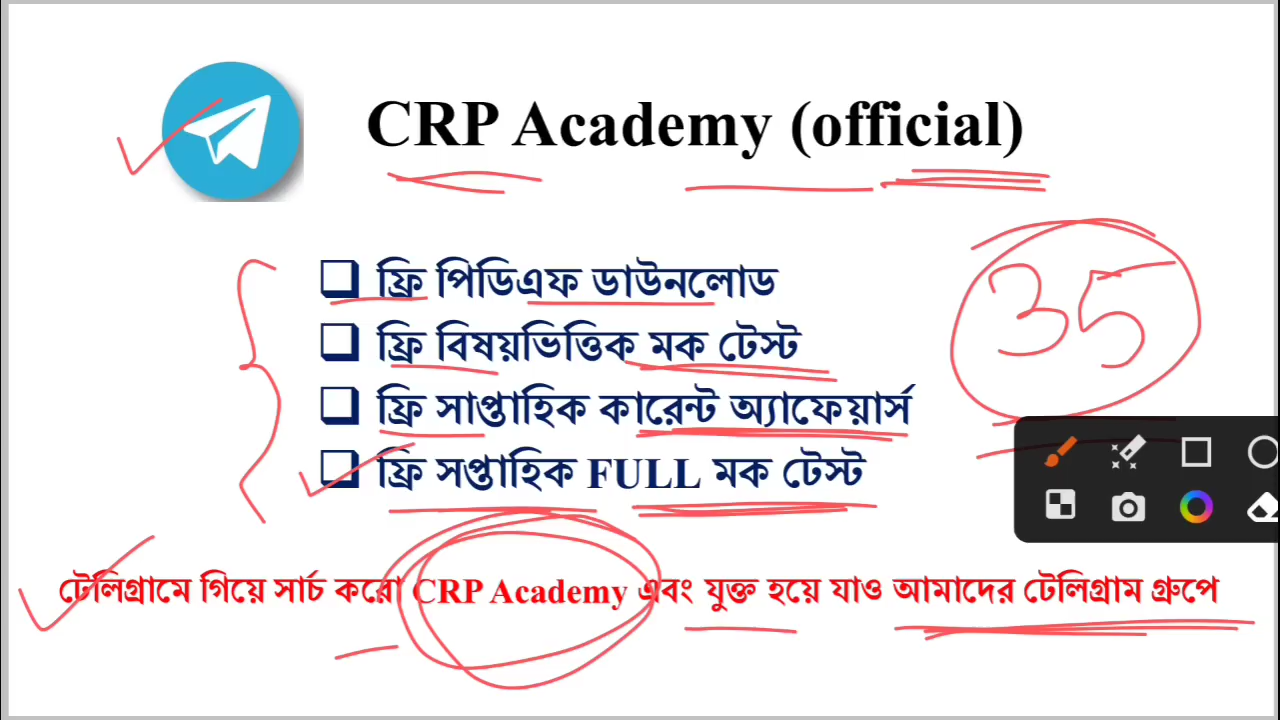 CRP Academy (official)
ফ্রি পিডিএফ ডাউনলোড
ফ্রি বিষয়ভিত্তিক মক টেস্ট
ফ্রি সাপ্তাহিক কারেন্ট অ্যাফেয়ার্স
ফ্রি সপ্তাহিক FULL মক টেস্ট
35
টেলিগ্রামে গিয়ে সার্চ করো CRP Academy এবং যুক্ত হয়ে যাও আমাদের টেলিগ্রাম গ্রুপে